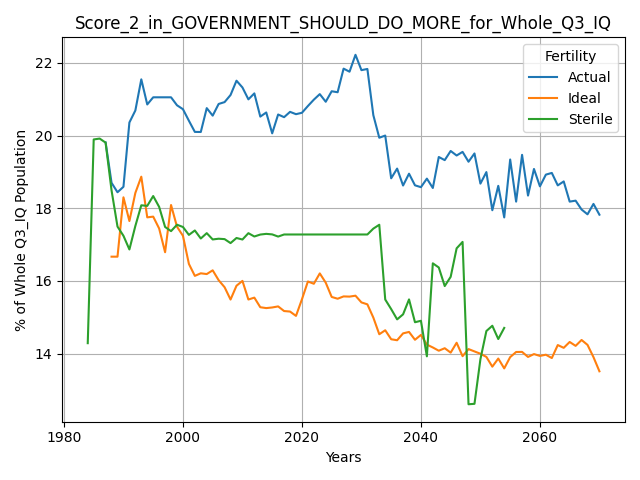 Score_2_in_GOVERNMENT_SHOULD_DO_MORE_for_Whole_Q3_IQ
Fertility
Actual
Ideal
Sterile
% of Whole Q3_IQ Population
22
20
18
16
14
1980
2000
2020
2040
2060
Years